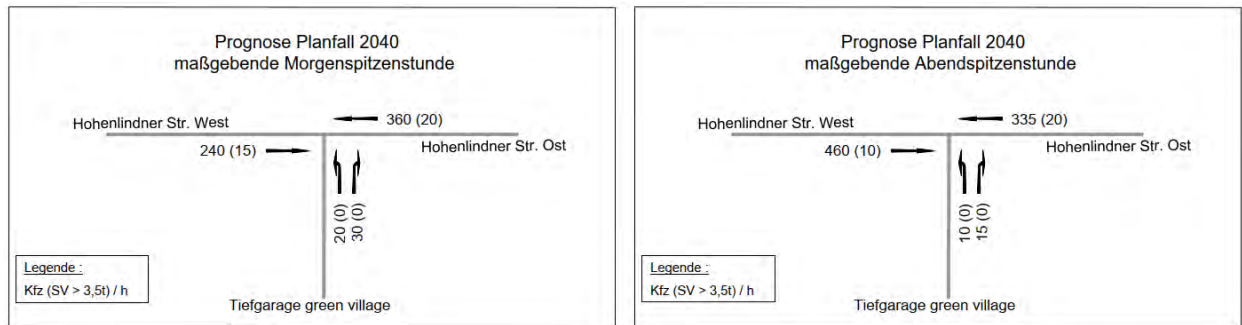 Prognose Planfall 2040
maßgebende Morgenspitzenstunde
360 (20)
Hohenlindner Str. West
Hohenlindner Str. Ost
240 (15)
20 (0)
30 (0)
Legende :
Kfz (SV > 3,5t) / h
Tiefgarage green village
Prognose Planfall 2040
maßgebende Abendspitzenstunde
335 (20)
Hohenlindner Str. West
Hohenlindner Str. Ost
460 (10)
10 (0)
15 (0)
Legende :
Kfz (SV > 3,5t) / h
Tiefgarage green village